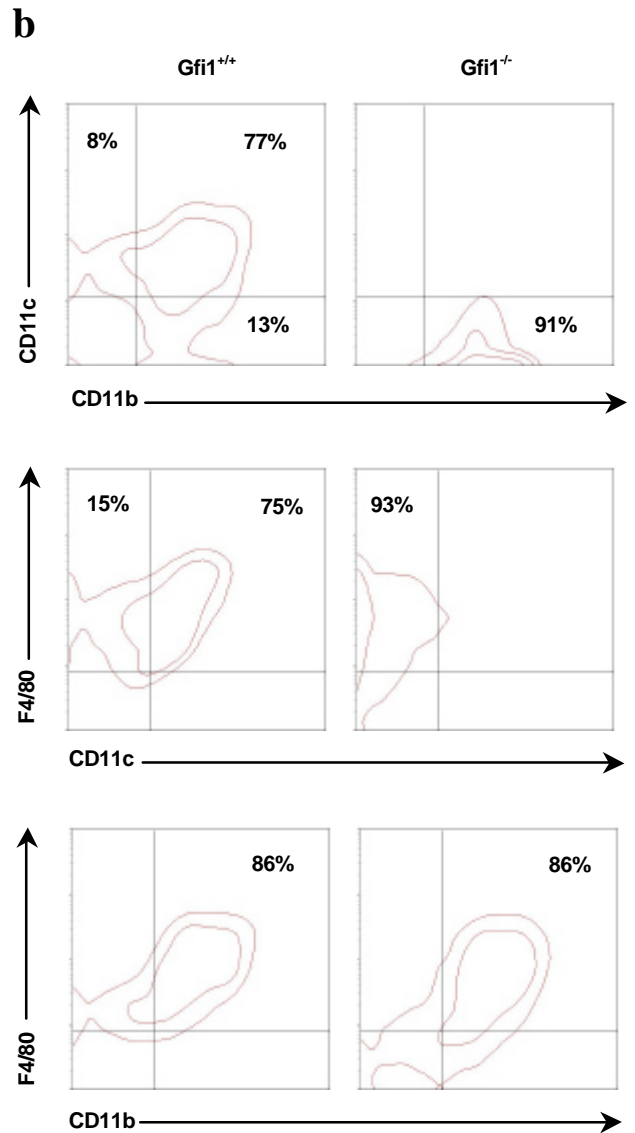 b
Gfi1+/+ Gfi1-/-
CD11c
8% 77%
13% 91%
CD11b
F4/80
15% 75% 93%
CD11c
F4/80
86% 86%
CD11b